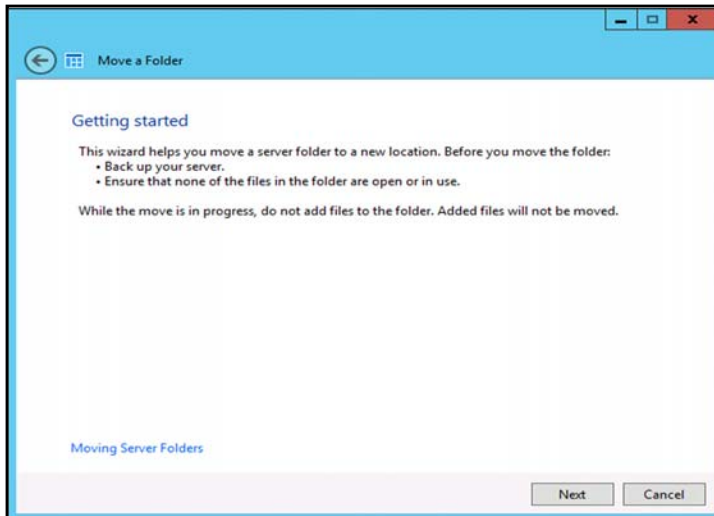 Move a Folder
Getting started
This wizard helps you move a server folder to a new location. Before you move the folder:
• Back up your server.
• Ensure that none of the files in the folder are open or in use.
While the move is in progress, do not add files to the folder. Added files will not be moved.
Moving Server Folders
Next Cancel